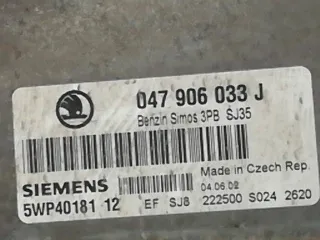 047 906 033 J
Benzin Simos 3PB SJ35
Made in Czech Rep.
SIEMENS 04.06.02
5WP40181 12 EF SJ8 222500 S024 2620